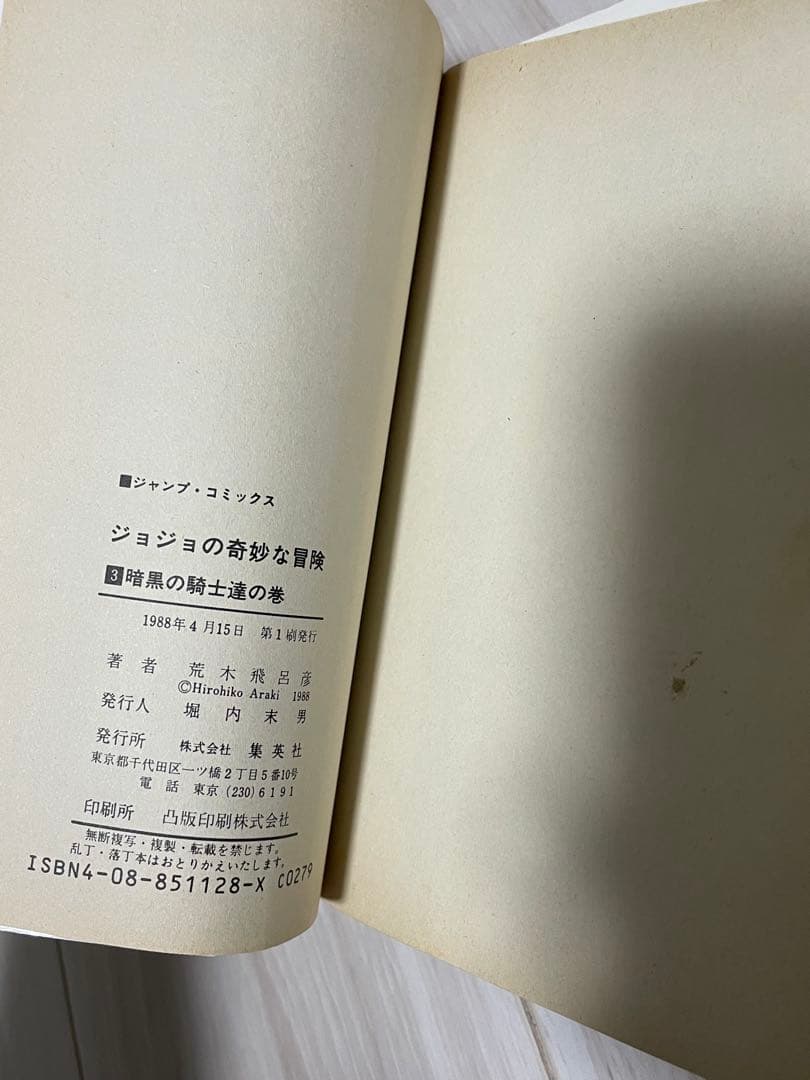 ■ジャンプ・コミックス
ジョジョの奇妙な冒険
3暗黒の騎士達の巻
1988年4月15日 第1刷発行
著者 荒木飛呂彦
©Hirohiko Araki 1988
発行人 堀内末男
発行所 株式会社 集英社
東京都千代田区一ツ橋2丁目5番10号
電話 東京 (230) 6191
印刷所 凸版印刷株式会社
無断複写・複製・転載を禁じます。
乱丁・落丁本はおとりかえいたします。
ISBN4-08-851128-X C0279